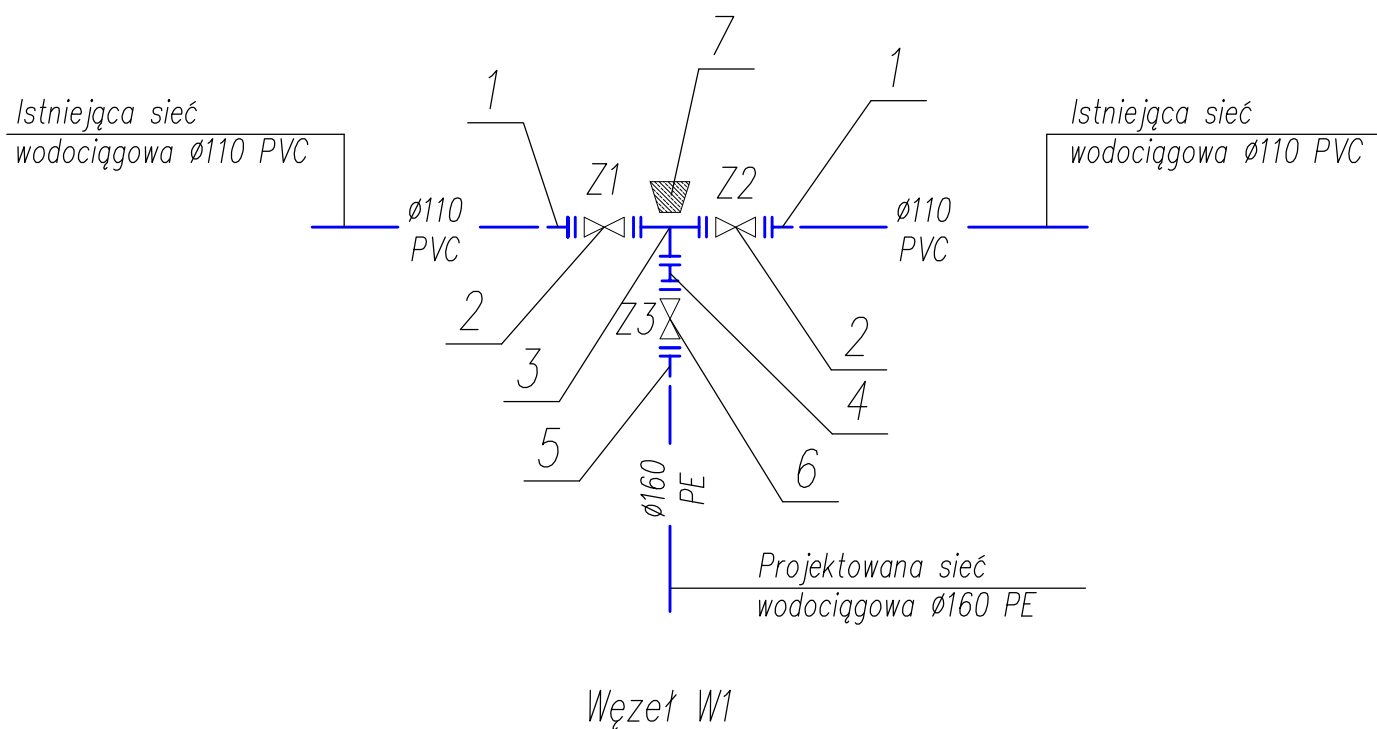 7
1
1
Istniejąca sieć
wodociągowa ø110 PVC
Istniejąca sieć
wodociągowa ø110 PVC
Z1
Z2
ø110
PVC
ø110
PVC
2
Z3
2
3
4
5
6
ø160
PE
Projektowana sieć
wodociągowa ø160 PE
Węzeł W1